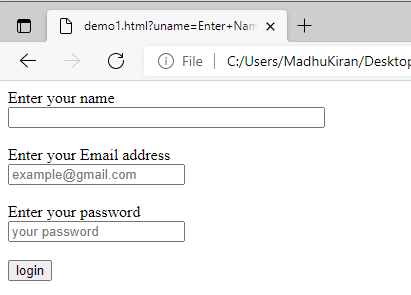 demo1.html?uname=Enter+Nam
File C:/Users/MadhuKiran/Desktop
Enter your name
Enter your Email address
example@gmail.com
Enter your password
your password
login